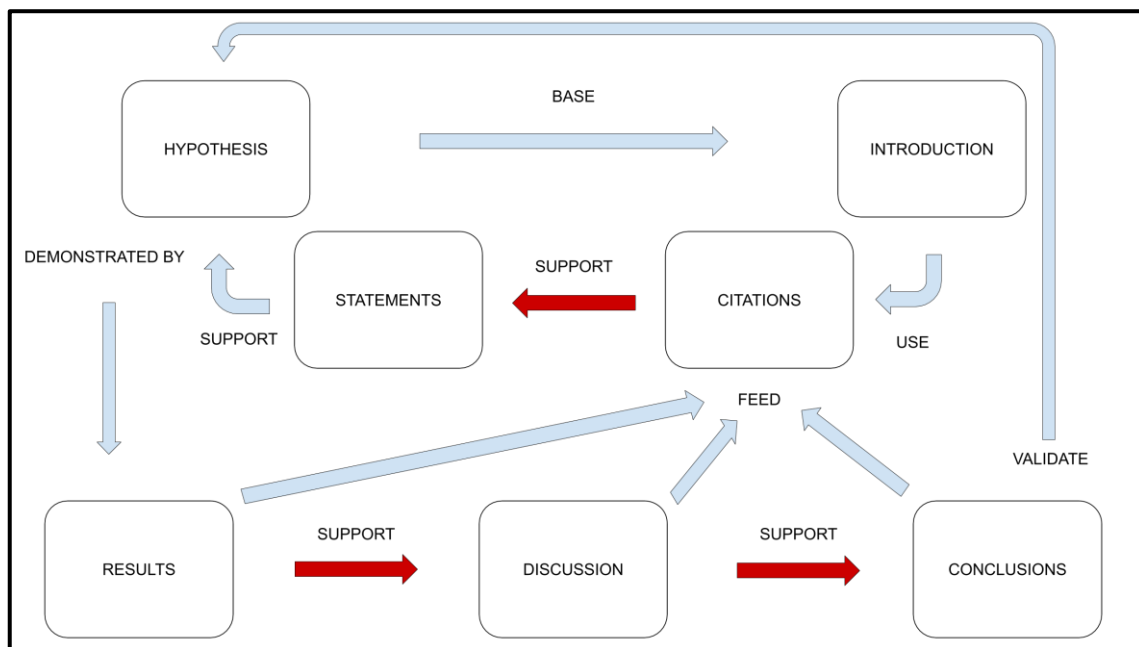 BASE
HYPOTHESIS
INTRODUCTION
DEMONSTRATED BY
SUPPORT
STATEMENTS
CITATIONS
SUPPORT
USE
FEED
VALIDATE
SUPPORT
SUPPORT
RESULTS
DISCUSSION
CONCLUSIONS